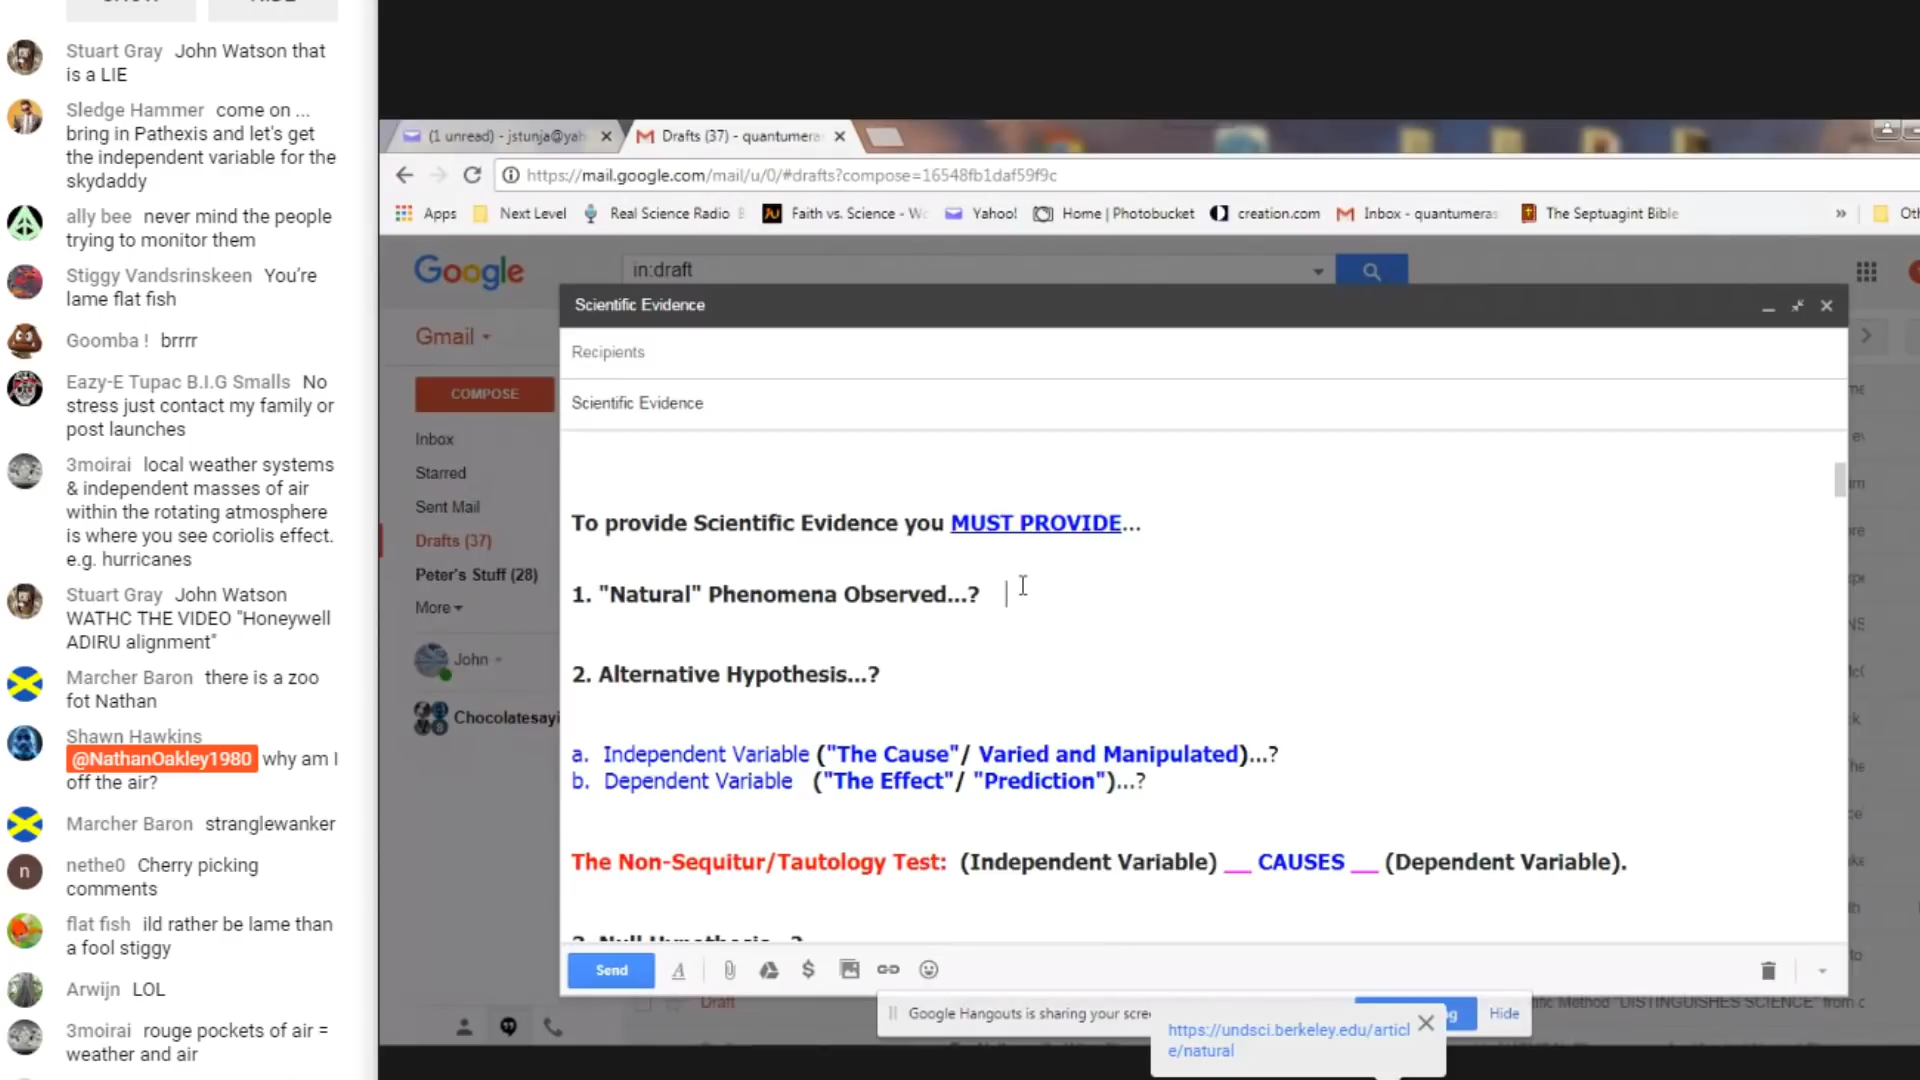 Stuart Gray John Watson that
is a LIE
Sledge Hammer come on ...
bring in Pathexis and let's get
the independent variable for the
skydaddy
ally bee never mind the people
trying to monitor them
Stiggy Vandsrinskeen You're
lame flat fish
Goomba ! brrrr
Eazy-E Tupac B.I.G Smalls No
stress just contact my family or
post launches
3moirai local weather systems
& independent masses of air
within the rotating atmosphere
is where you see coriolis effect.
e.g. hurricanes
Stuart Gray John Watson
WATHC THE VIDEO "Honeywell
ADIRU alignment"
Marcher Baron there is a zoo
fot Nathan
Shawn Hawkins
@NathanOakley1980 why am I
off the air?
Marcher Baron stranglewanker
n
nethe0 Cherry picking
comments
flat fish ild rather be lame than
a fool stiggy
Arwijn LOL
3moirai rouge pockets of air =
weather and air
(1 unread) - jstunja@yah
Drafts (37) - quantumera
https://mail.google.com/mail/u/0/#drafts?compose=16548fb1daf59f9c
Apps Next Level Real Science Radio Faith vs. Science - W Yahoo! Home | Photobucket creation.com Inbox - quantumeras The Septuagint Bible » Oth
Google
in:draft
Gmail
COMPOSE
Inbox
Starred
Sent Mail
Drafts (37)
Peter's Stuff (28)
More
John
Chocolatesayi
Scientific Evidence
Recipients
Scientific Evidence
To provide Scientific Evidence you MUST PROVIDE...
1. "Natural" Phenomena Observed...?
2. Alternative Hypothesis...?
a. Independent Variable ("The Cause"/ Varied and Manipulated)...?
b. Dependent Variable ("The Effect"/ "Prediction")...?
The Non-Sequitur/Tautology Test: (Independent Variable) __ CAUSES __ (Dependent Variable).
Send
Draft
Google Hangouts is sharing your scre
Hide
https://undsci.berkeley.edu/articl
e/natural